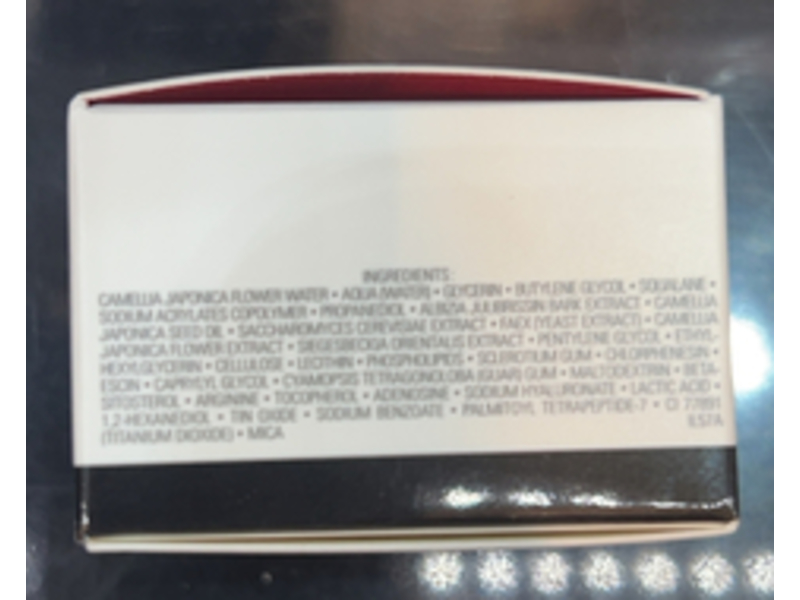 INGREDIENTS:
CAMELLIA JAPONICA FLOWER WATER • AQUA (WATER) • GLYCERIN • BUTYLENE GLYCOL • SQUALANE •
SODIUM ACRYLATES COPOLYMER • PROPANEDIOL • ALBIZIA JULIBRISSIN BARK EXTRACT • CAMELLIA
JAPONICA SEED OIL • SACCHAROMYCES CEREVISIAE EXTRACT • FAEX (YEAST EXTRACT) • CAMELLIA
JAPONICA FLOWER EXTRACT • SIEGESBECKIA ORIENTALIS EXTRACT • PENTYLENE GLYCOL • ETHYL-
HEXYLGLYCERIN • CELLULOSE • LECITHIN • PHOSPHOLIPIDS • SCLEROTIUM GUM • CHLORPHENESIN •
ESCIN • CAPRYLYL GLYCOL • CYAMOPSIS TETRAGONOLOBA (GUAR) GUM • MALTODEXTRIN • BETA-
SITOSTEROL • ARGININE • TOCOPHEROL • ADENOSINE • SODIUM HYALURONATE • LACTIC ACID •
1,2-HEXANEDIOL • TIN OXIDE • SODIUM BENZOATE • PALMITOYL TETRAPEPTIDE-7 • CI 77891
(TITANIUM DIOXIDE) • MICA